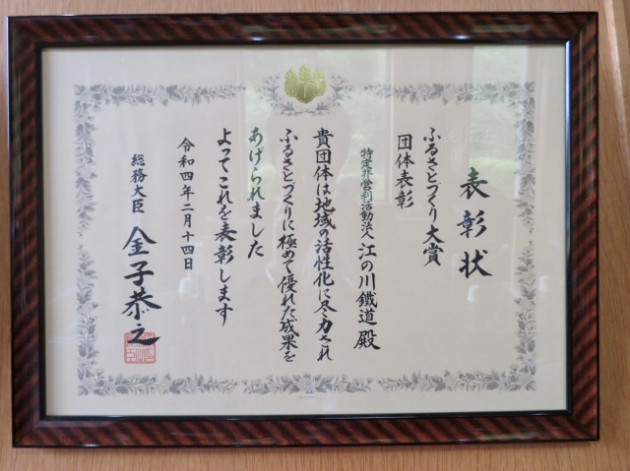 表彰状
ふるさとづくり大賞
団体表彰
特定非営利活動法人 江の川鐵道 殿
貴団体は地域の活性化に尽力され
ふるさとづくりに極めて優れた成果を
あげられました
よってこれを表彰します
令和四年二月十四日
総務大臣 金子恭之